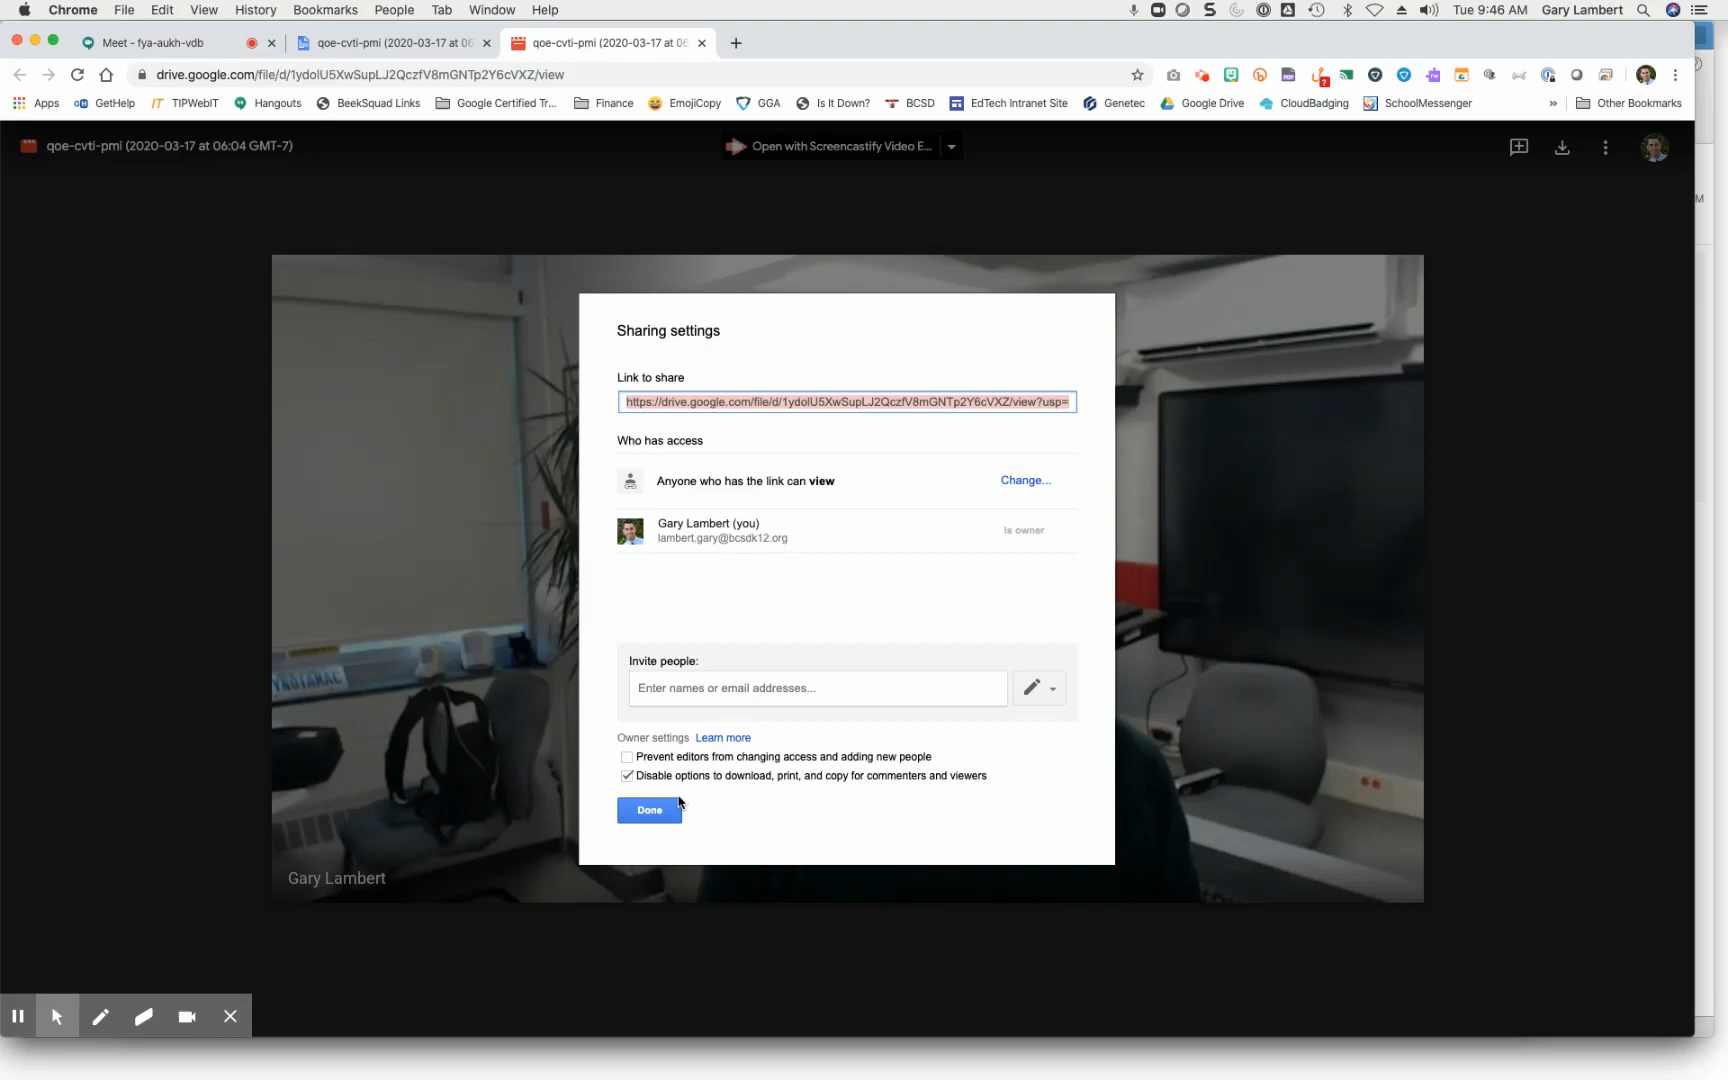 Chrome File Edit View History Bookmarks People Tab Window Help Tue 9:46 AM Gary Lambert
Meet - fya-aukh-vdb qoe-cvti-pmi (2020-03-17 at 06 qoe-cvti-pmi (2020-03-17 at 06
drive.google.com/file/d/1ydolU5XwSupLJ2QczfV8mGNTp2Y6cVXZ/view
Apps GetHelp TIPWebIT Hangouts BeekSquad Links Google Certified Tr... Finance EmojiCopy GGA Is It Down? BCSD EdTech Intranet Site Genetec Google Drive CloudBadging SchoolMessenger » Other Bookmarks
qoe-cvti-pmi (2020-03-17 at 06:04 GMT-7) Open with Screencastify Video E...
M
Sharing settings
Link to share
https://drive.google.com/file/d/1ydolU5XwSupLJ2QczfV8mGNTp2Y6cVXZ/view?usp=
Who has access
Anyone who has the link can view Change...
Gary Lambert (you)
lambert.gary@bcsdk12.org Is owner
Invite people:
Enter names or email addresses...
Owner settings Learn more
Prevent editors from changing access and adding new people
Disable options to download, print, and copy for commenters and viewers
Done
Gary Lambert